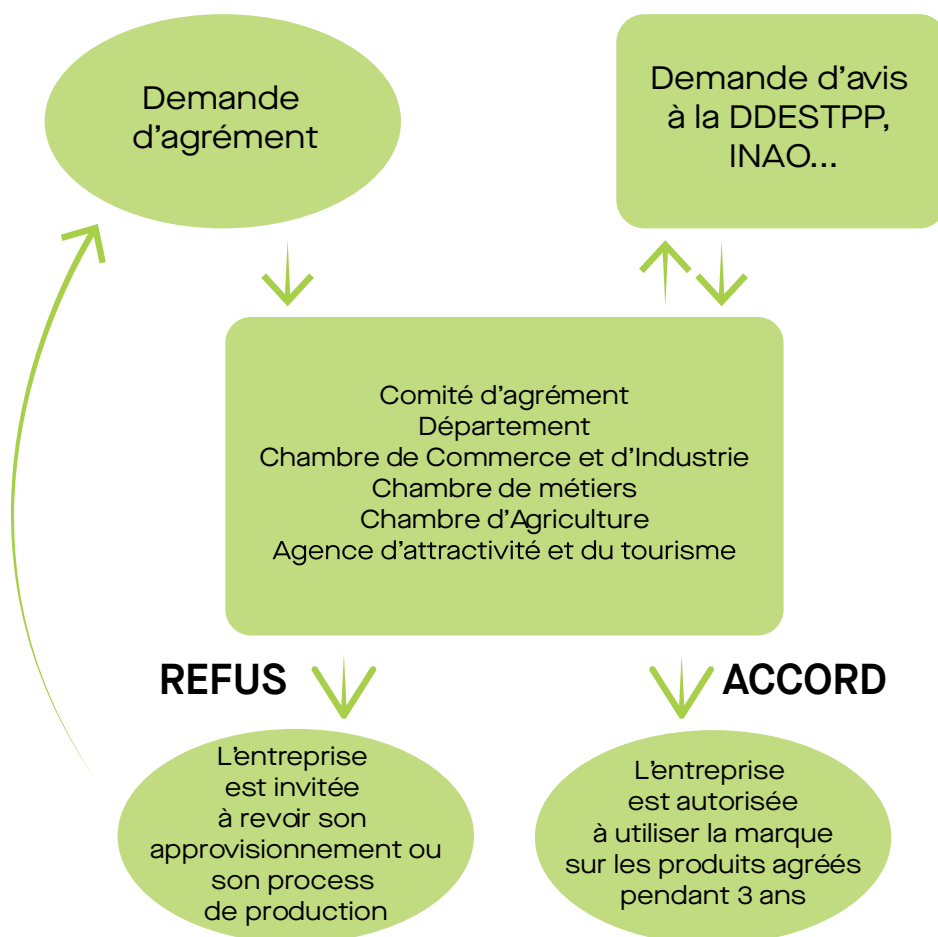 Demande
d'agrément
Demande d'avis
à la DDESTPP,
INAO...
Comité d'agrément
Département
Chambre de Commerce et d'Industrie
Chambre de métiers
Chambre d'Agriculture
Agence d'attractivité et du tourisme
REFUS
ACCORD
L'entreprise
est invitée
à revoir son
approvisionnement ou
son process
de production
L'entreprise
est autorisée
à utiliser la marque
sur les produits agréés
pendant 3 ans